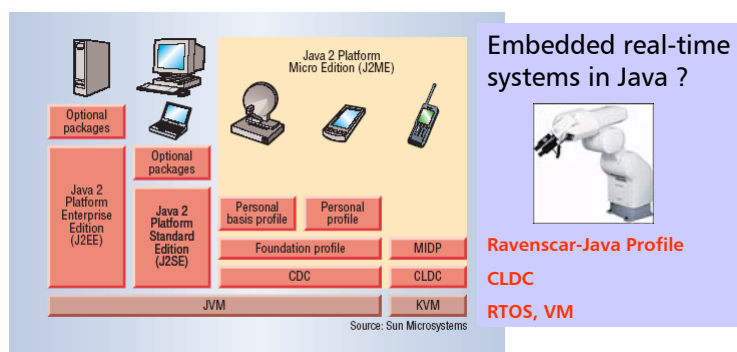 Java 2 Platform
Micro Edition (J2ME)
Optional
packages
Optional
packages
Java 2
Platform
Enterprise
Edition
(J2EE)
Java 2
Platform
Standard
Edition
(J2SE)
Personal
basis profile
Personal
profile
Foundation profile
MIDP
CDC
CLDC
JVM
KVM
Source: Sun Microsystems
Embedded real-time
systems in Java ?
Ravenscar-Java Profile
CLDC
RTOS, VM